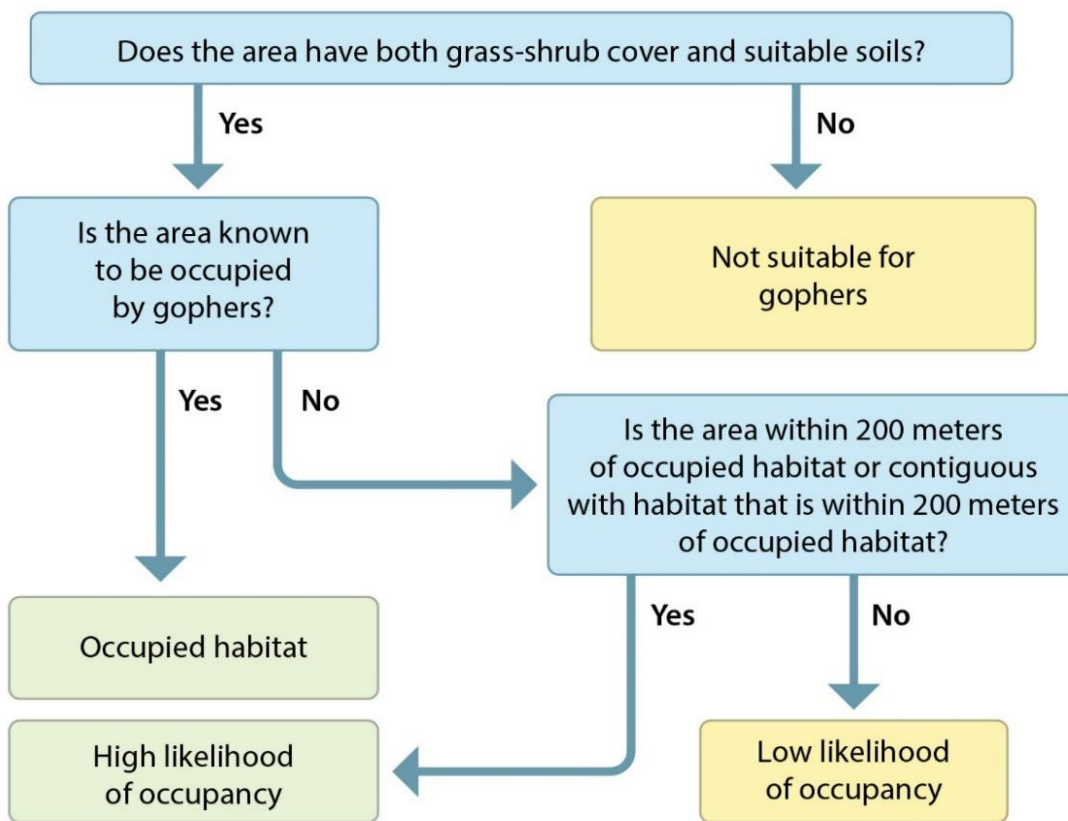 Does the area have both grass-shrub cover and suitable soils?
Yes
No
Is the area known
to be occupied
by gophers?
Not suitable for
gophers
Yes
No
Is the area within 200 meters
of occupied habitat or contiguous
with habitat that is within 200 meters
of occupied habitat?
Yes
No
Occupied habitat
High likelihood
of occupancy
Low likelihood
of occupancy